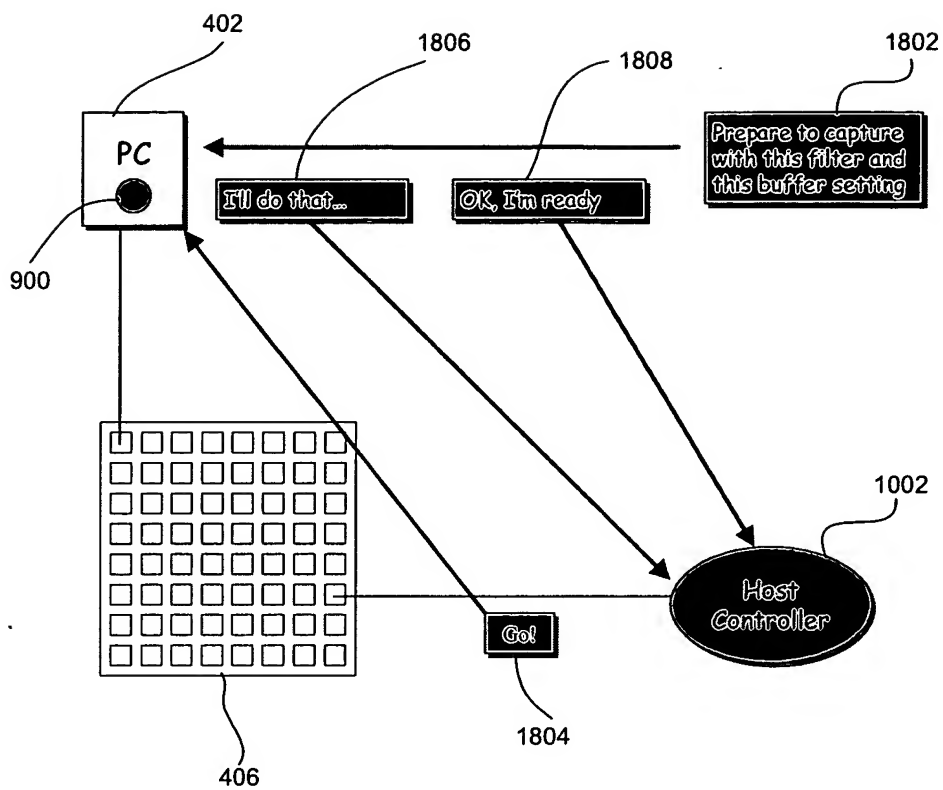 402
1806
1808
1802
PC
Prepare to capture
with this filter and
this buffer setting
I'll do that...
OK, I'm ready
900
1002
Host
Controller
Go!
1804
406